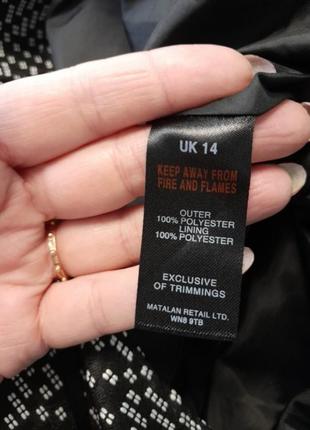 UK 14
KEEP AWAY FROM
FIRE AND FLAMES
OUTER
100% POLYESTER
LINING
100% POLYESTER
EXCLUSIVE
OF TRIMMINGS
MATALAN RETAIL LTD.
WN8 9TB